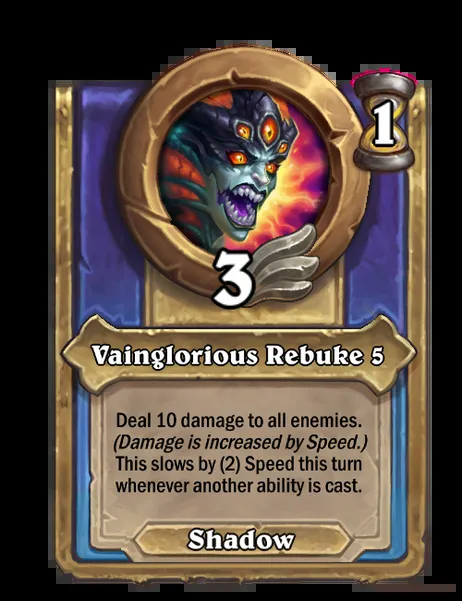 1
3
Vainglorious Rebuke 5
Deal 10 damage to all enemies.
(Damage is increased by Speed.)
This slows by (2) Speed this turn
whenever another ability is cast.
Shadow